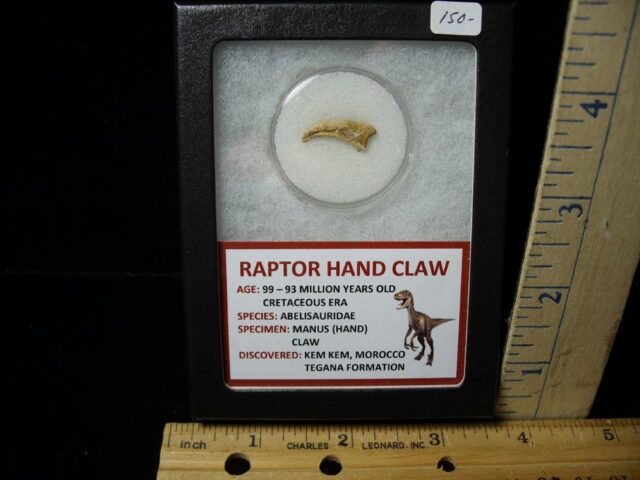 150-
RAPTOR HAND CLAW
AGE: 99 – 93 MILLION YEARS OLD
CRETACEOUS ERA
SPECIES: ABELISAURIDAE
SPECIMEN: MANUS (HAND)
CLAW
DISCOVERED: KEM KEM, MOROCCO
TEGANA FORMATION
4
3
2
inch 1 CHARLES 2 LEONARD, INC. 3 4 5